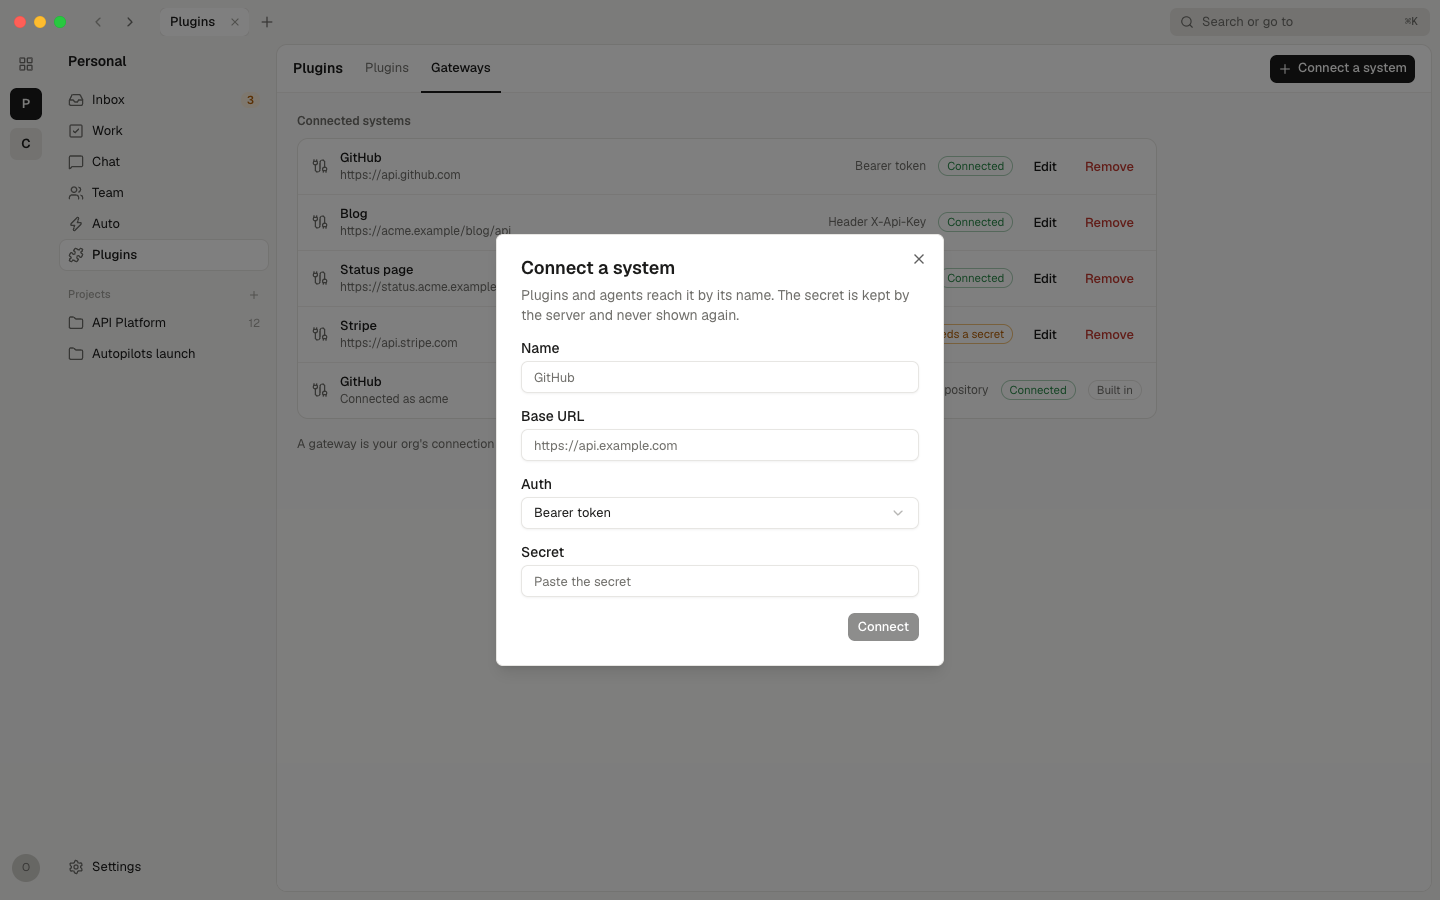 Plugins
Search or go to
⌘K
Personal
P
C
Inbox
3
Work
Chat
Team
Auto
Plugins
Projects
API Platform
12
Autopilots launch
O
Settings
Plugins
Plugins
Gateways
Connect a system
Connected systems
GitHub
https://api.github.com
Bearer token
Connected
Edit
Remove
Blog
https://acme.example/blog/api
Header X-Api-Key
Connected
Edit
Remove
Status page
https://status.acme.example
Connected
Edit
Remove
Stripe
https://api.stripe.com
a secret
Edit
Remove
GitHub
Connected as acme
Connected
Built in
A gateway is your org's connection
Connect a system
Plugins and agents reach it by its name. The secret is kept by
the server and never shown again.
Name
GitHub
Base URL
https://api.example.com
Auth
Bearer token
Secret
Paste the secret
Connect